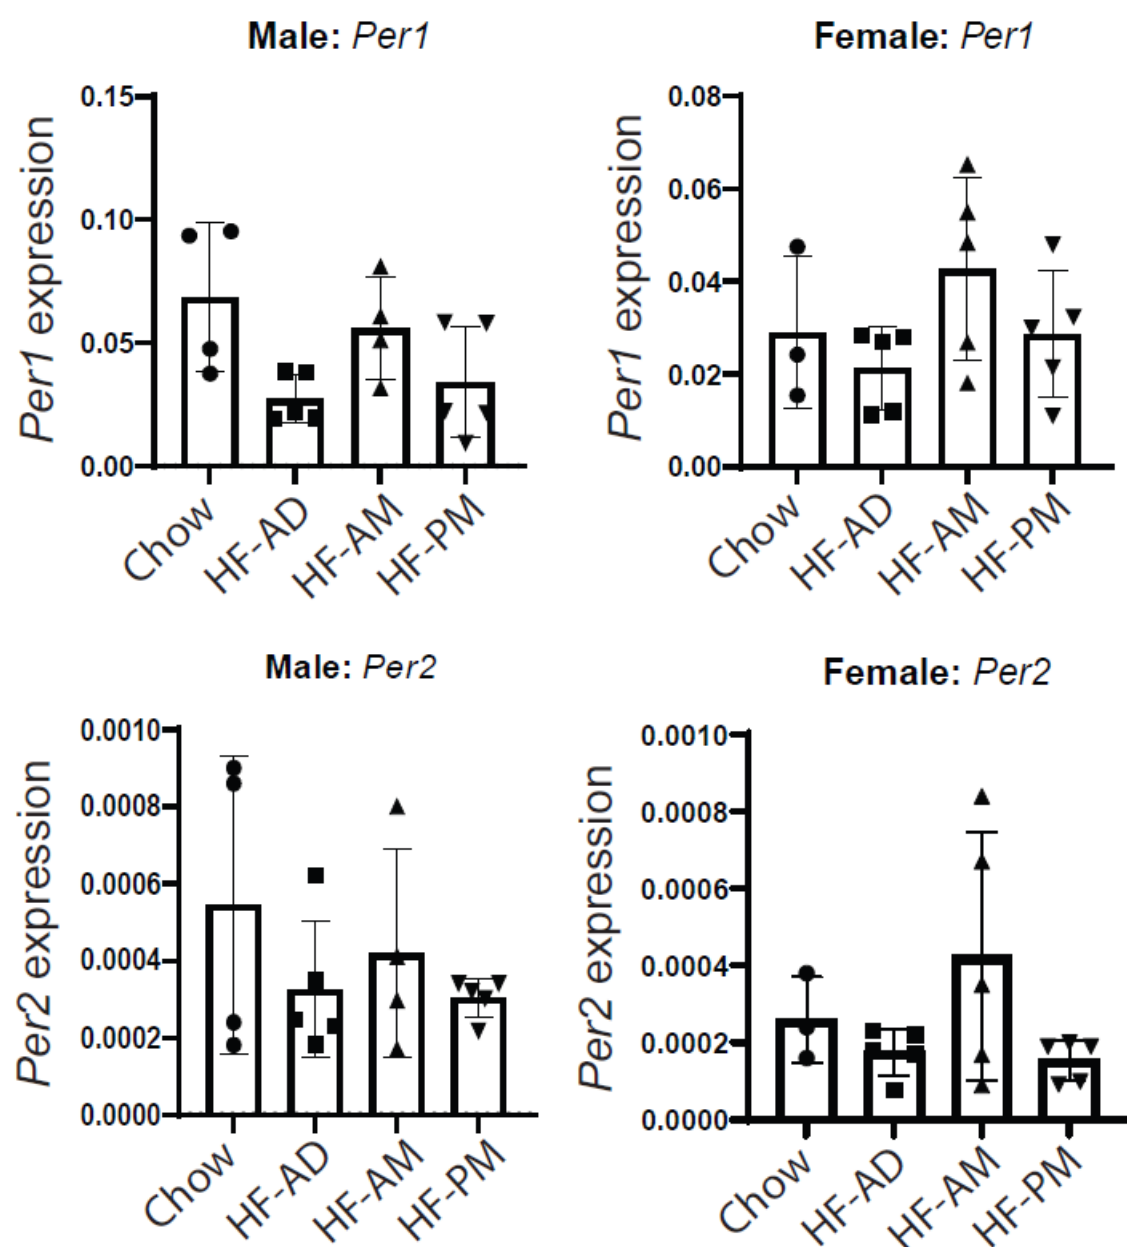 Male: Per1
Per1 expression
0.15
0.10
0.05
0.00
Chow
HF-AD
HF-AM
HF-PM
Female: Per1
Per1 expression
0.08
0.06
0.04
0.02
0.00
Chow
HF-AD
HF-AM
HF-PM
Male: Per2
Per2 expression
0.0010
0.0008
0.0006
0.0004
0.0002
0.0000
Chow
HF-AD
HF-AM
HF-PM
Female: Per2
Per2 expression
0.0010
0.0008
0.0006
0.0004
0.0002
0.0000
Chow
HF-AD
HF-AM
HF-PM